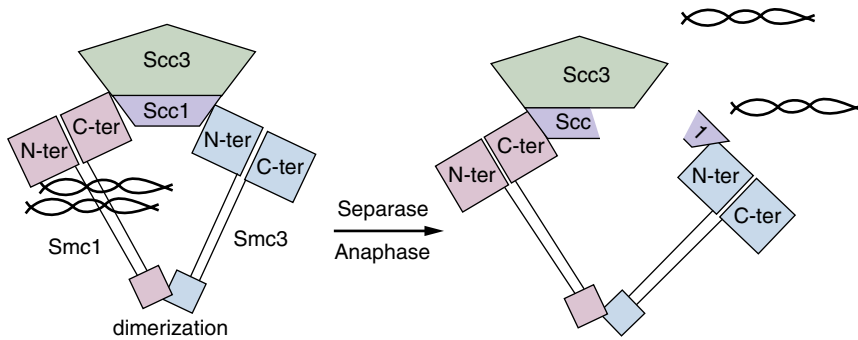 Scc3
Scc1
N-ter
C-ter
N-ter
C-ter
Smc1
Smc3
dimerization
Separase
Anaphase
Scc3
Scc
1
N-ter
C-ter
N-ter
C-ter